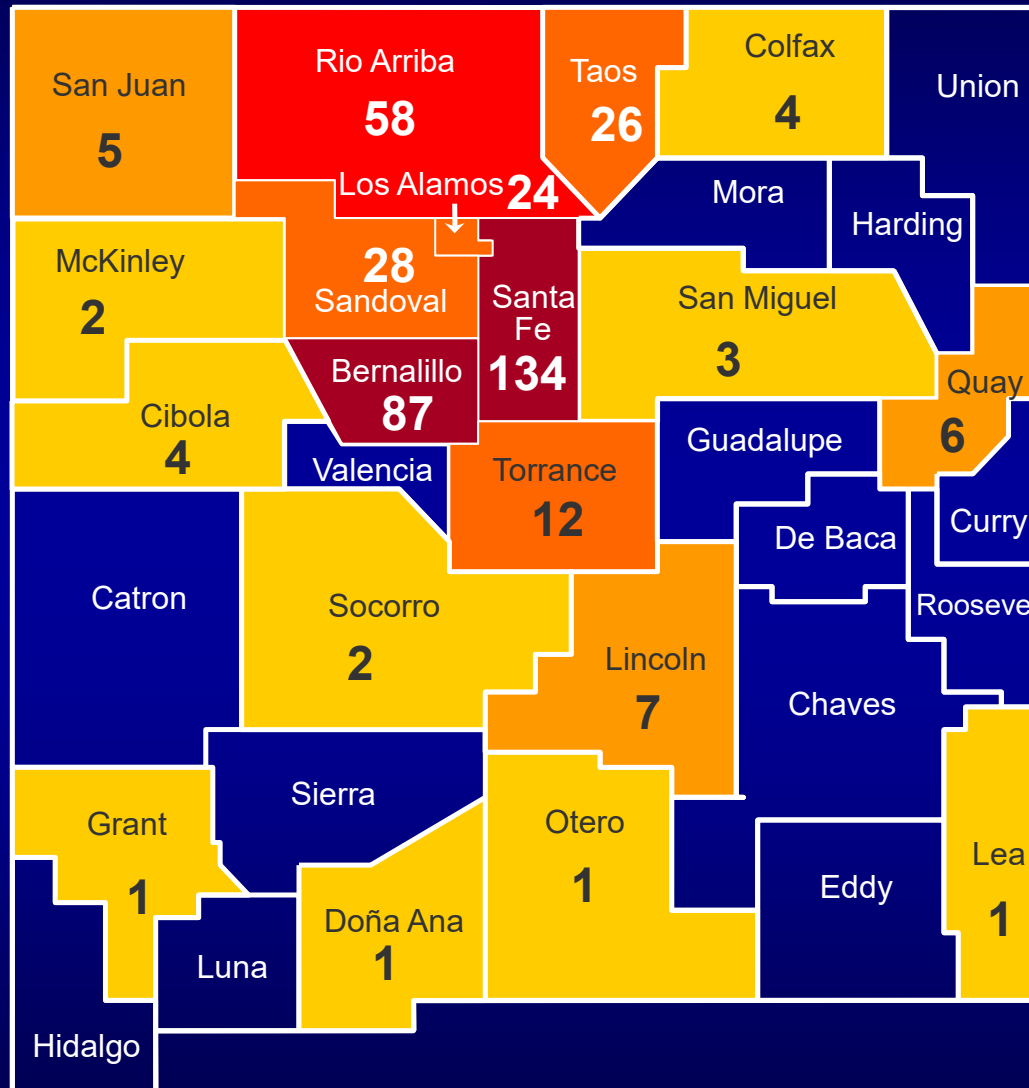 San Juan
5
Rio Arriba
58
Taos
26
Colfax
4
Union
Los Alamos 24
Mora
Harding
McKinley
2
28
Sandoval
Santa
Fe
134
San Miguel
3
Bernalillo
87
Quay
6
Cibola
4
Valencia
Torrance
12
Guadalupe
De Baca
Curry
Catron
Socorro
2
Lincoln
7
Rooseve
Chaves
Sierra
Grant
1
Otero
1
Lea
1
Eddy
Doña Ana
1
Luna
Hidalgo